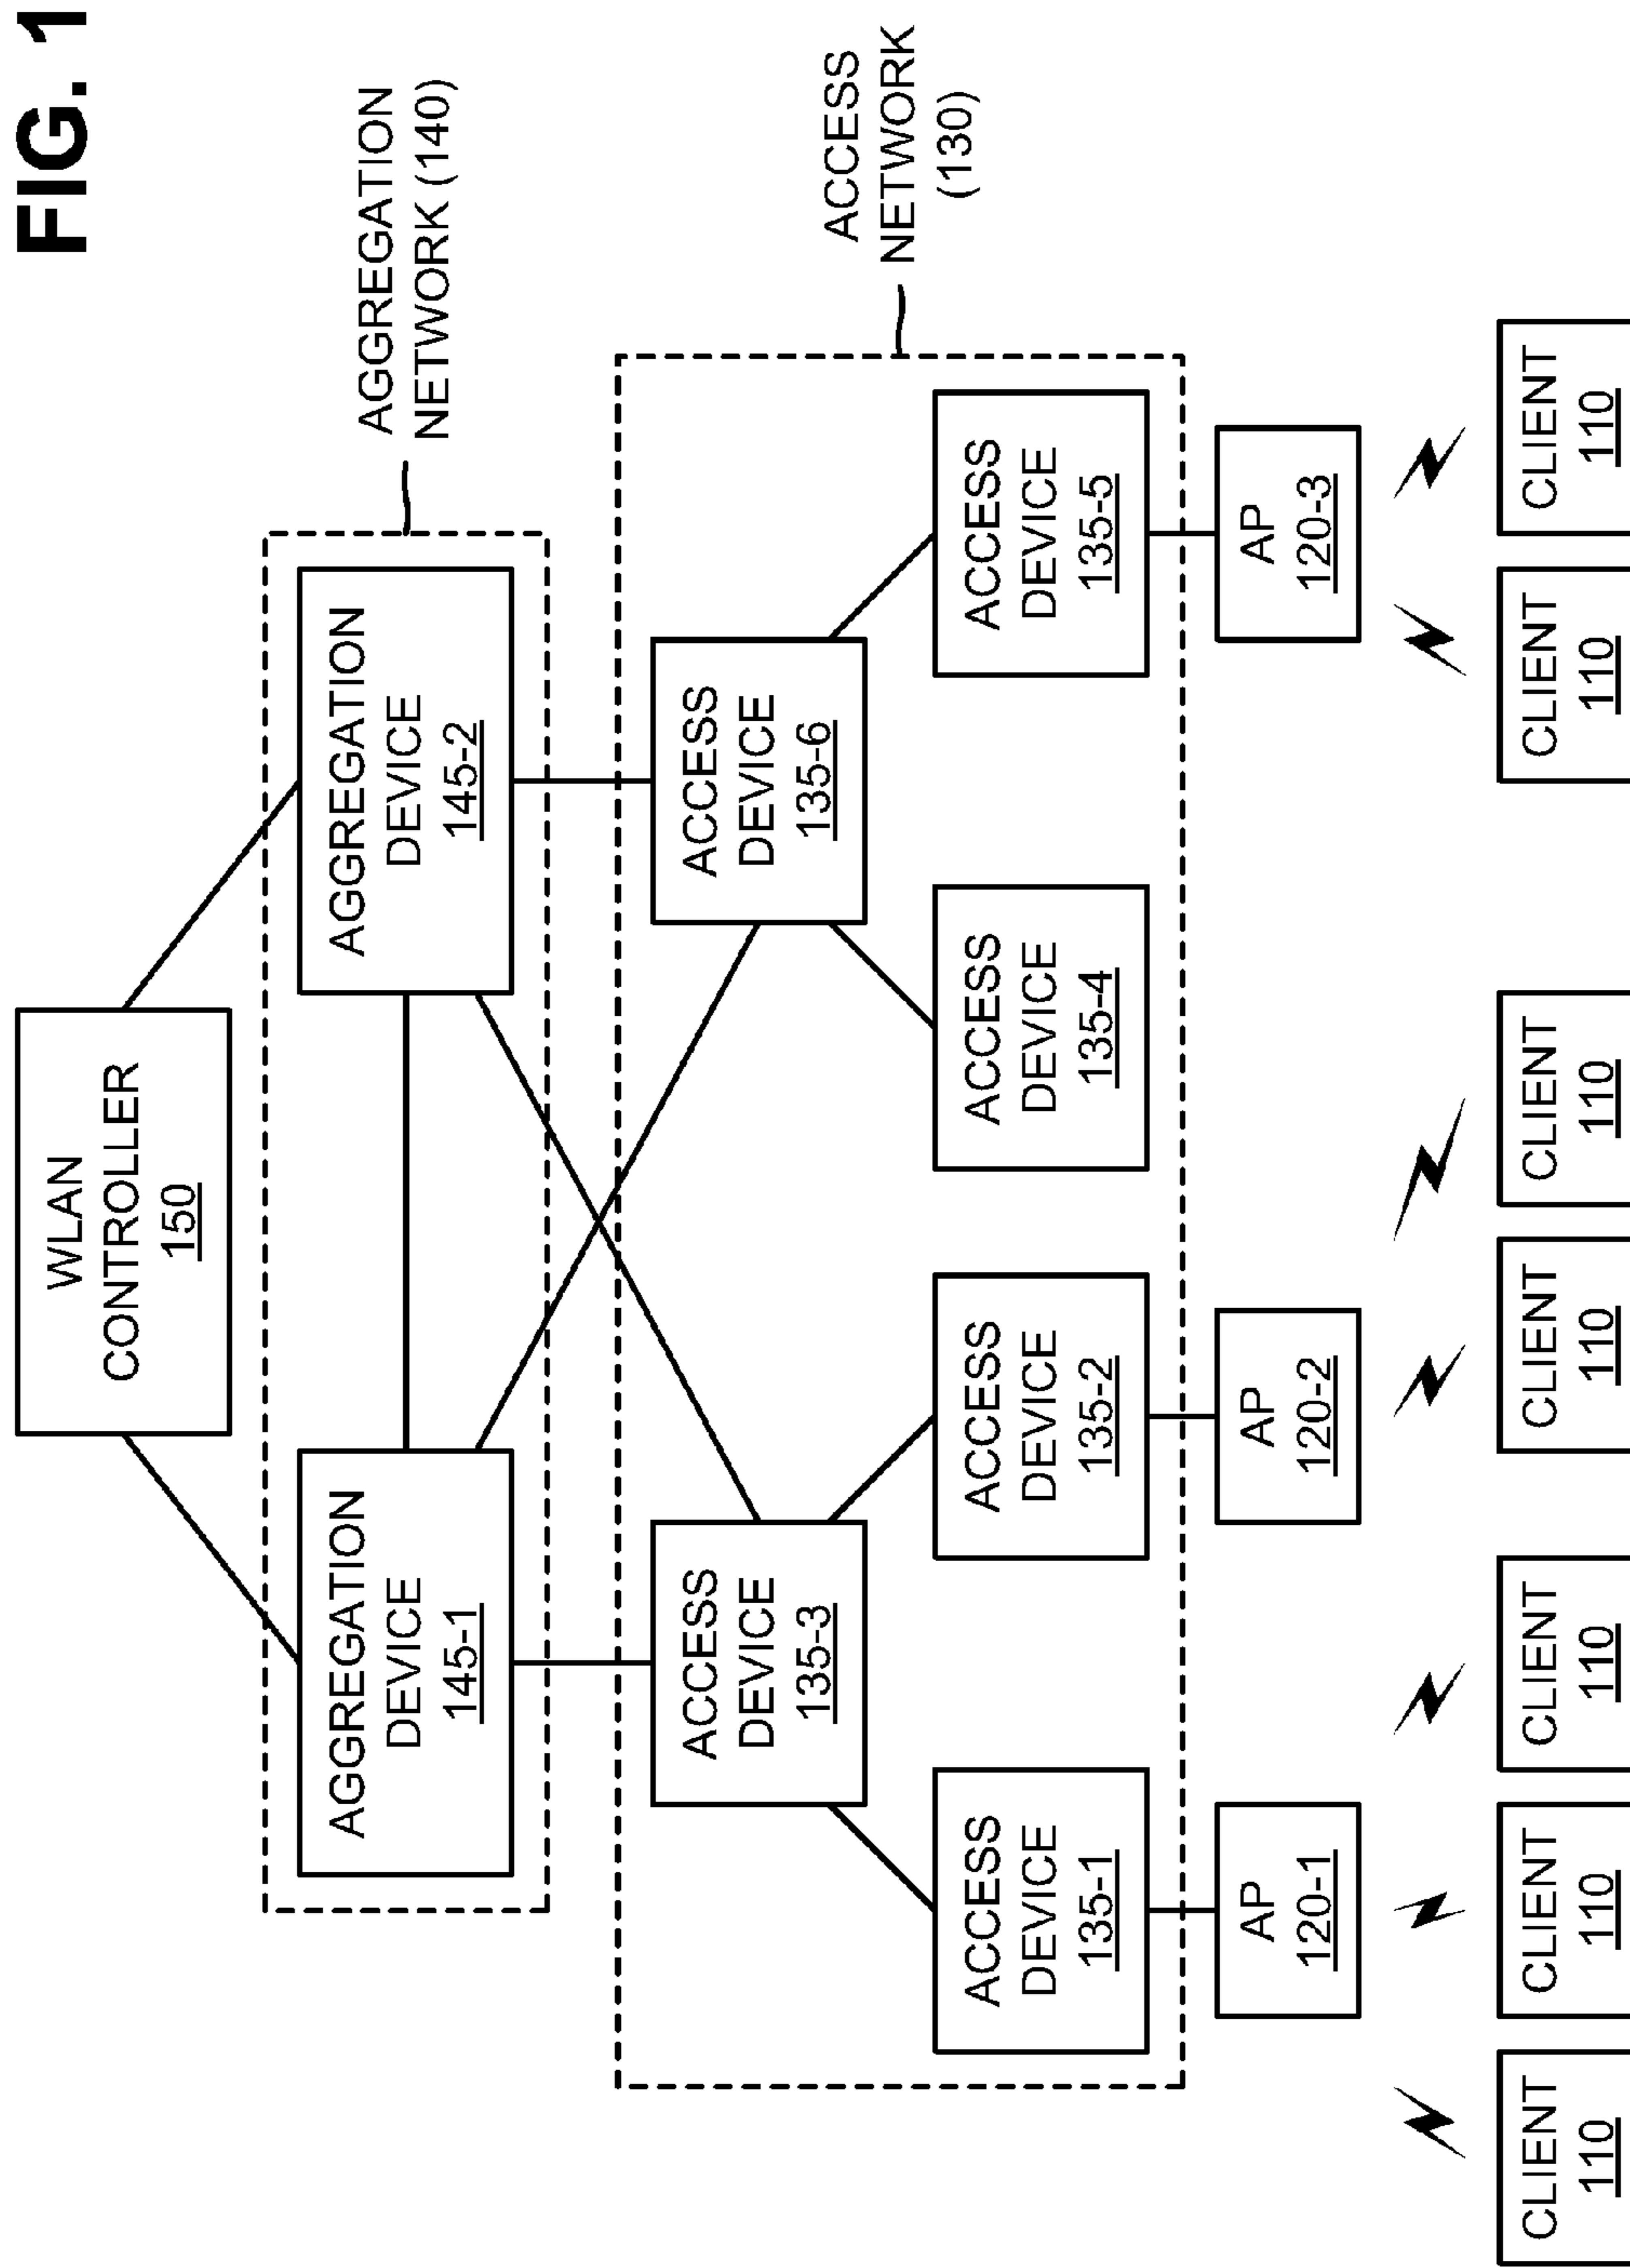 FIG. 1
WLAN
CONTROLLER
150
AGGREGATION
NETWORK (140)
AGGREGATION
DEVICE
145-1
AGGREGATION
DEVICE
145-2
ACCESS
NETWORK
(130)
ACCESS
DEVICE
135-3
ACCESS
DEVICE
135-6
ACCESS
DEVICE
135-1
ACCESS
DEVICE
135-2
ACCESS
DEVICE
135-4
ACCESS
DEVICE
135-5
AP
120-1
AP
120-2
AP
120-3
CLIENT
110
CLIENT
110
CLIENT
110
CLIENT
110
CLIENT
110
CLIENT
110
CLIENT
110